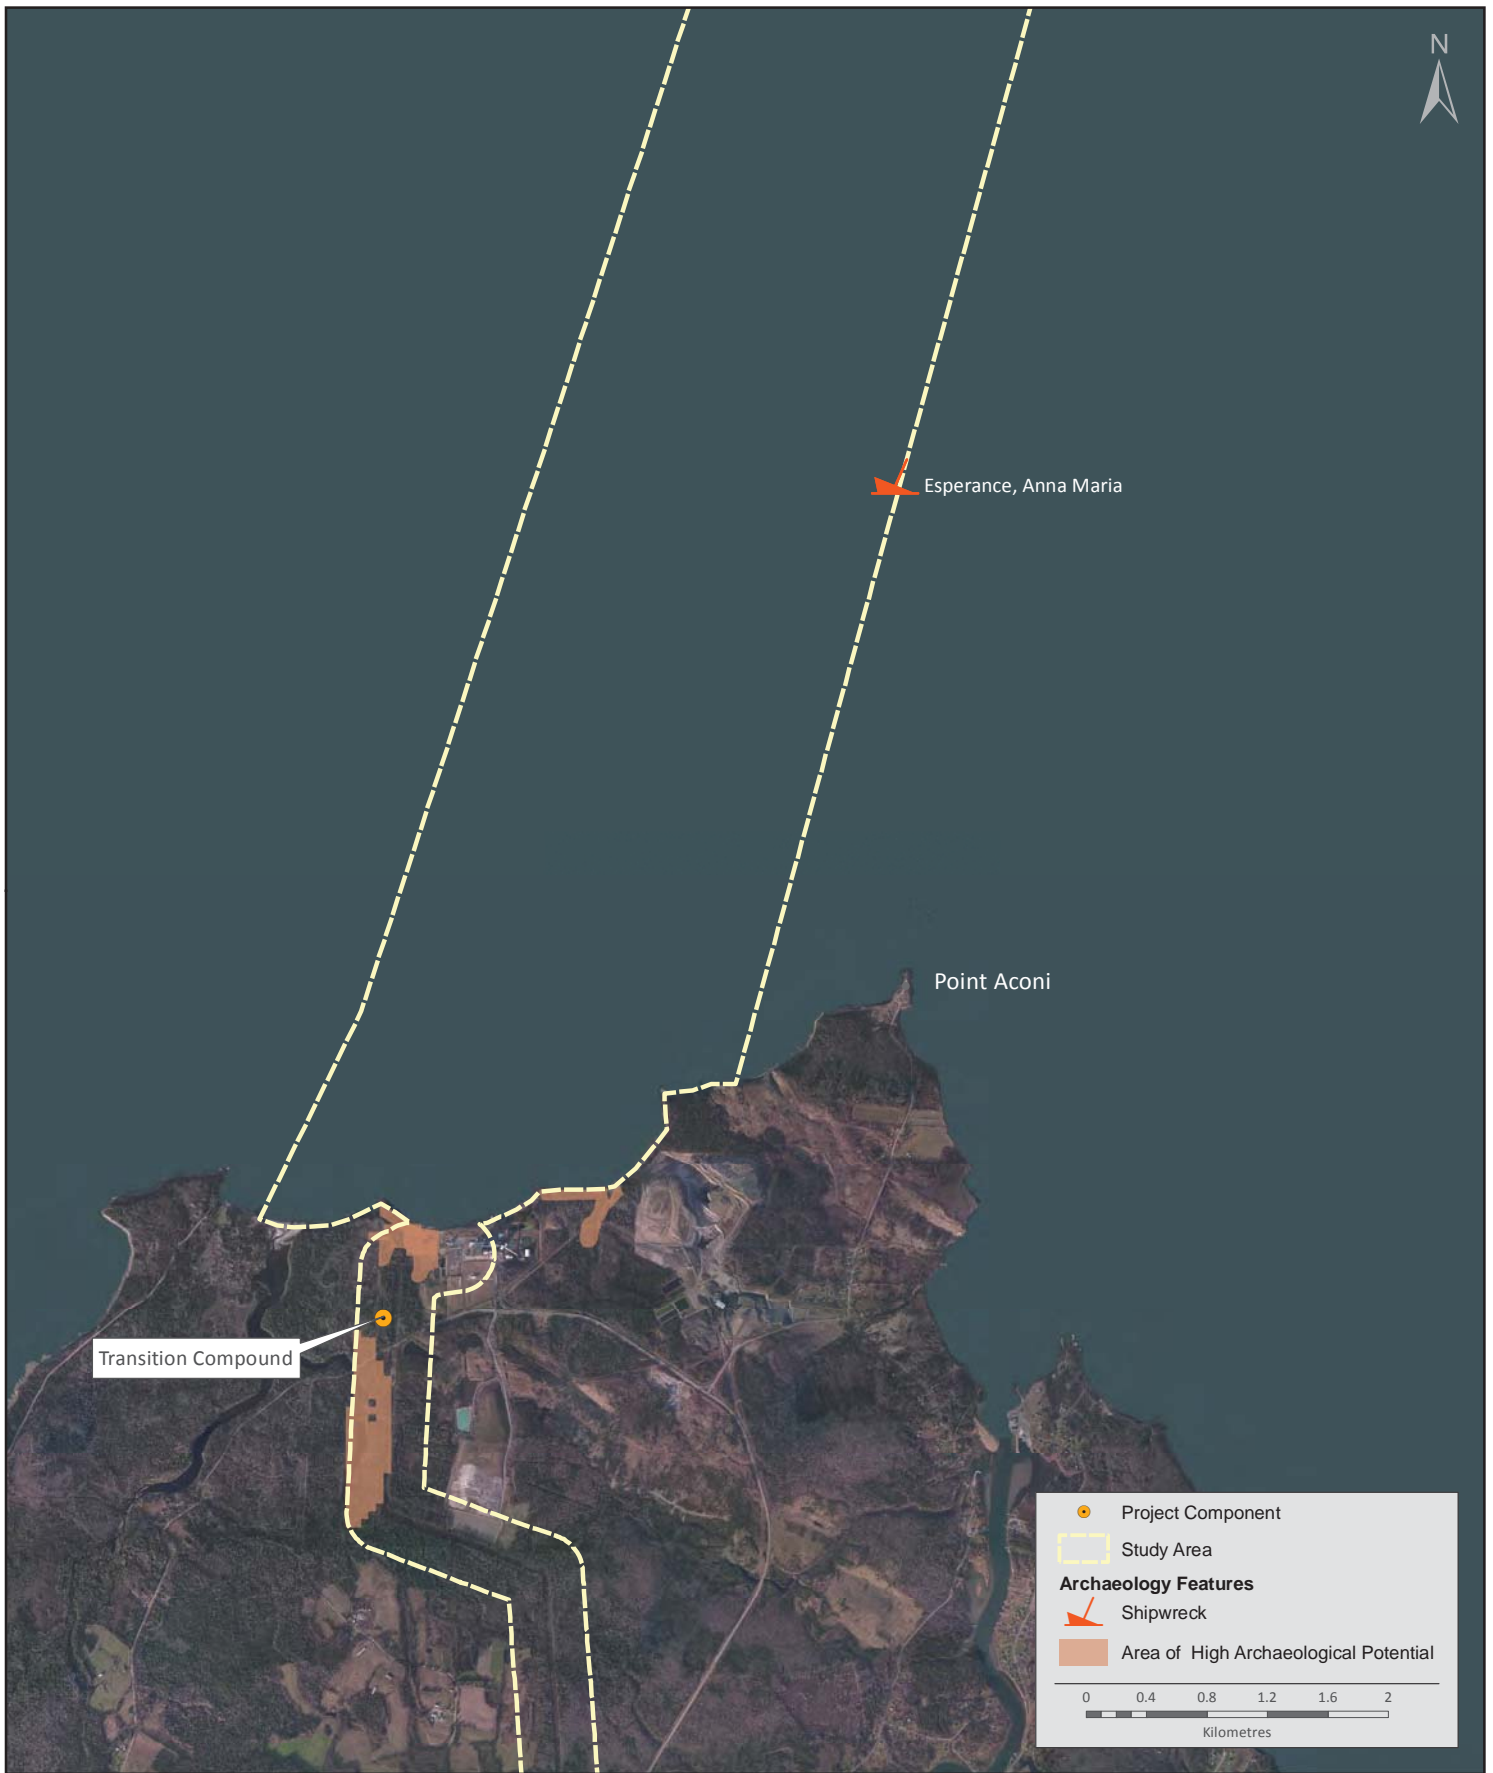 N
Esperance, Anna Maria
Point Aconi
Transition Compound
Project Component
Study Area
Archaeology Features
Shipwreck
Area of High Archaeological Potential
0 0.4 0.8 1.2 1.6 2
Kilometres